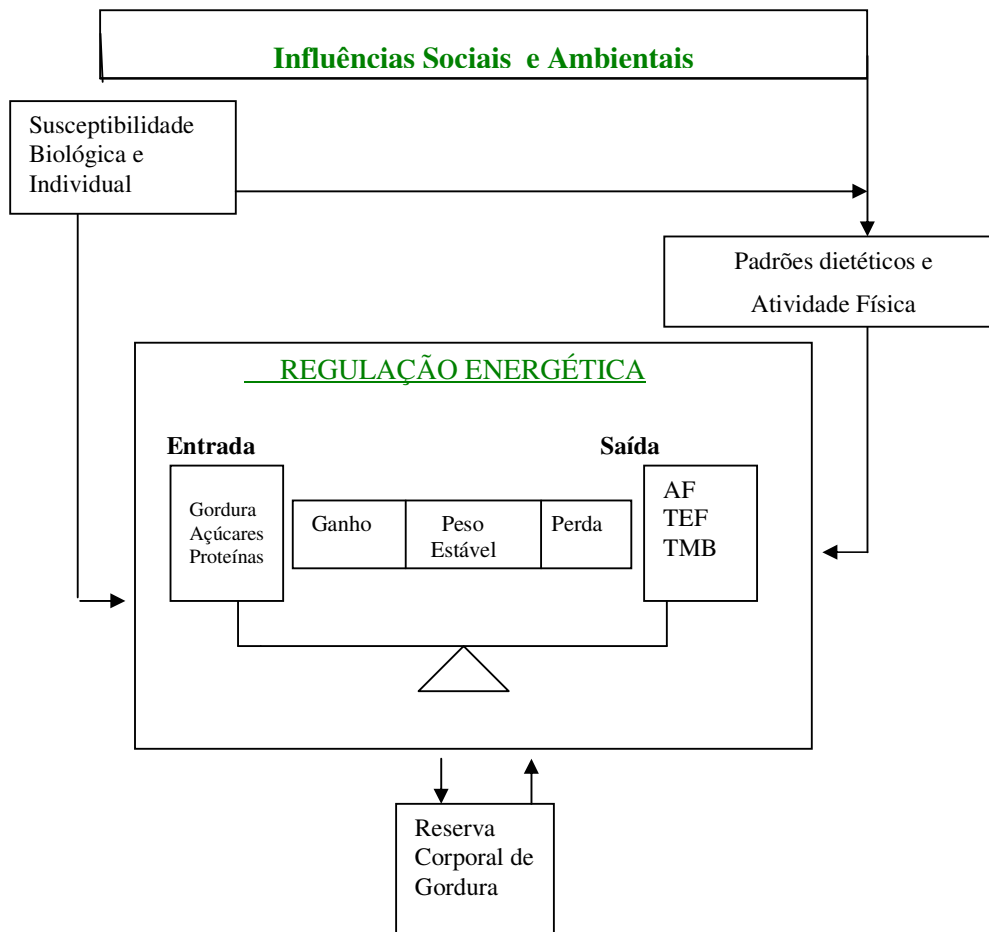 Influências Sociais e Ambientais
Susceptibilidade
Biológica e
Individual
Padrões dietéticos e
Atividade Física
REGULAÇÃO ENERGÉTICA
Entrada
Saída
Gordura
Açúcares
Proteínas
Ganho
Peso
Estável
Perda
AF
TEF
TMB
Reserva
Corporal de
Gordura